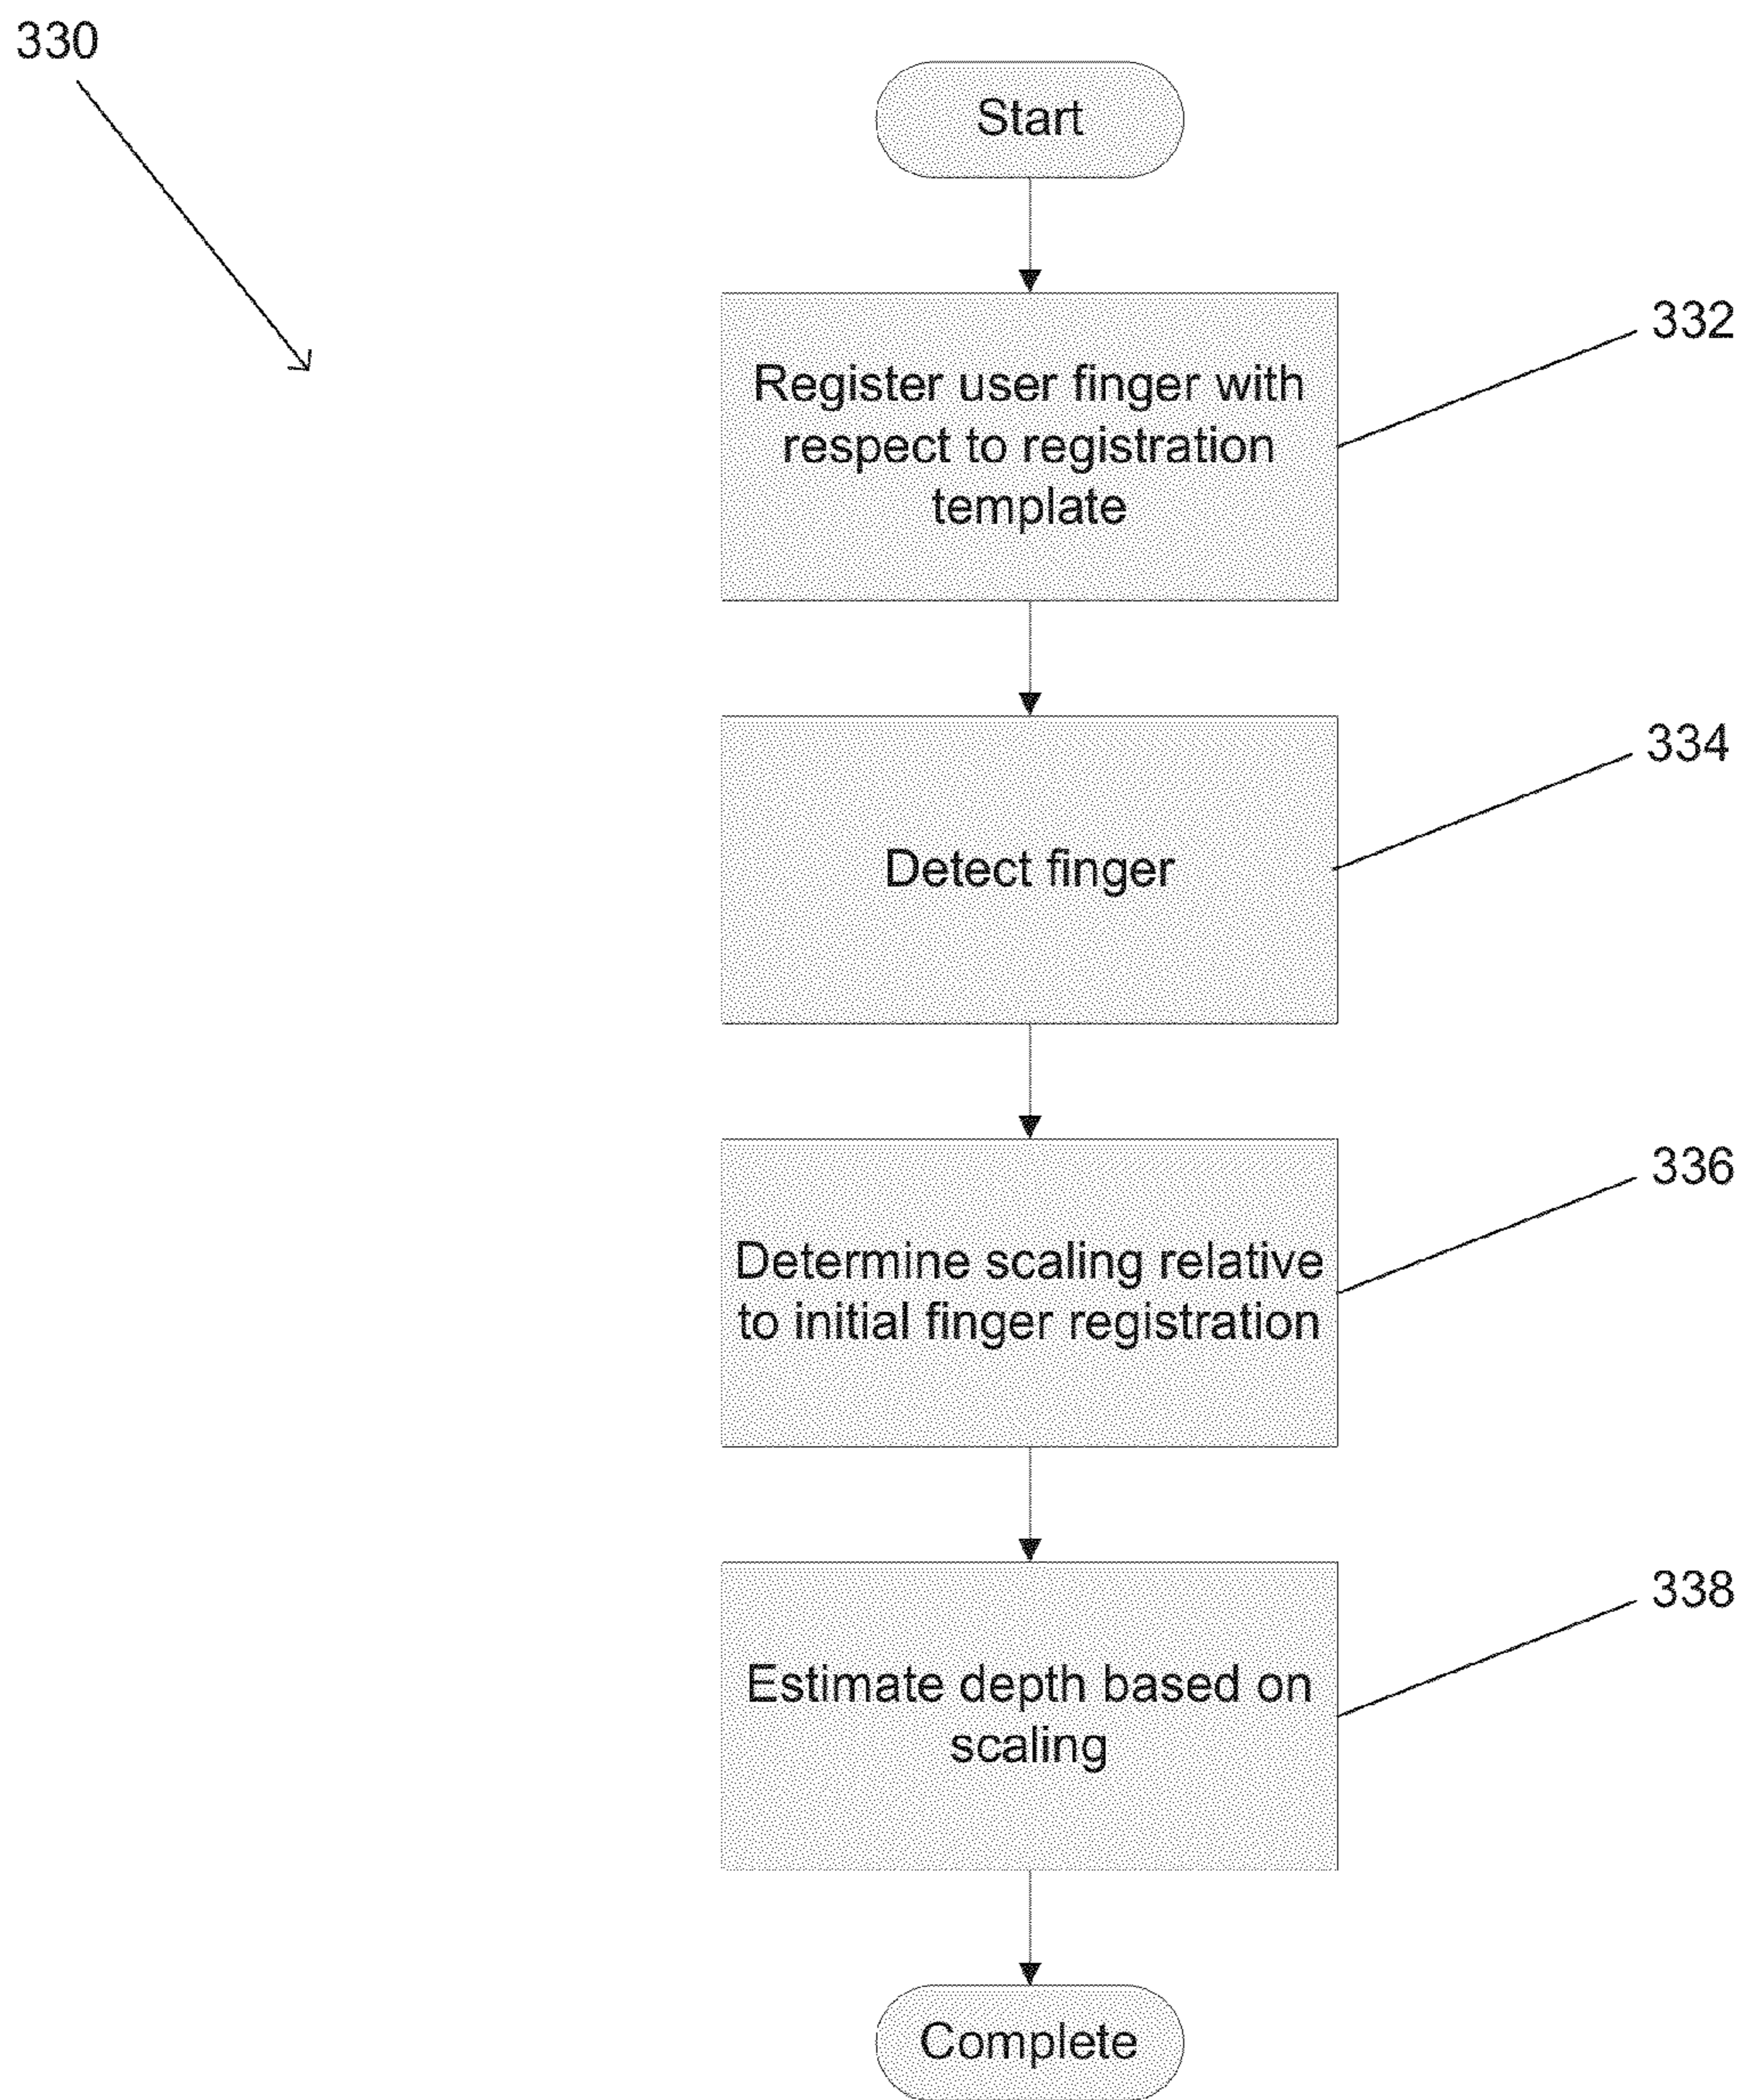 330
Start
332
Register user finger with
respect to registration
template
334
Detect finger
336
Determine scaling relative
to initial finger registration
338
Estimate depth based on
scaling
Complete